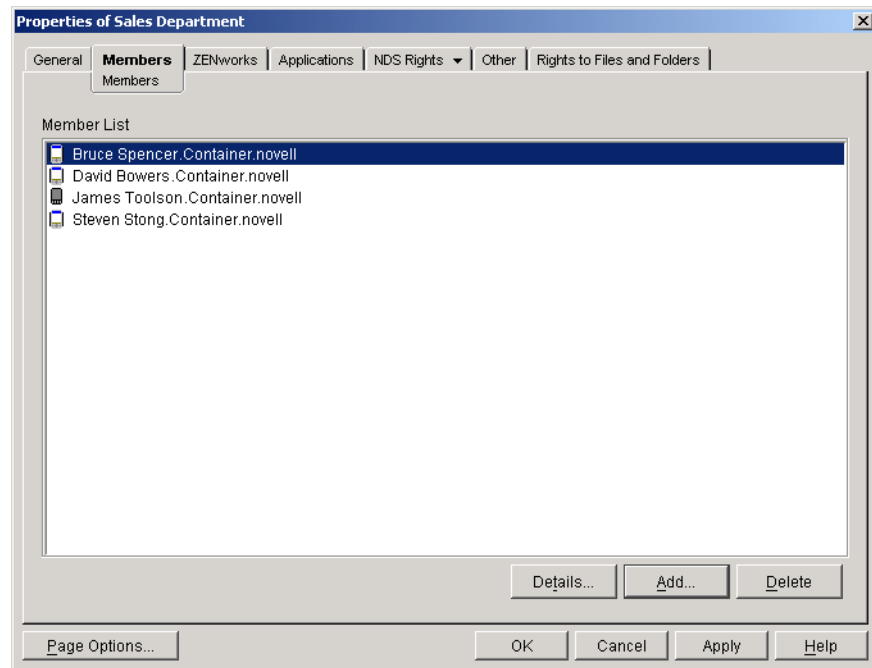 Properties of Sales Department
General Members ZENworks Applications NDS Rights Other Rights to Files and Folders
Members
Member List
Bruce Spencer.Container.novell
David Bowers.Container.novell
James Toolson.Container.novell
Steven Stong.Container.novell
Details... Add... Delete
Page Options... OK Cancel Apply Help